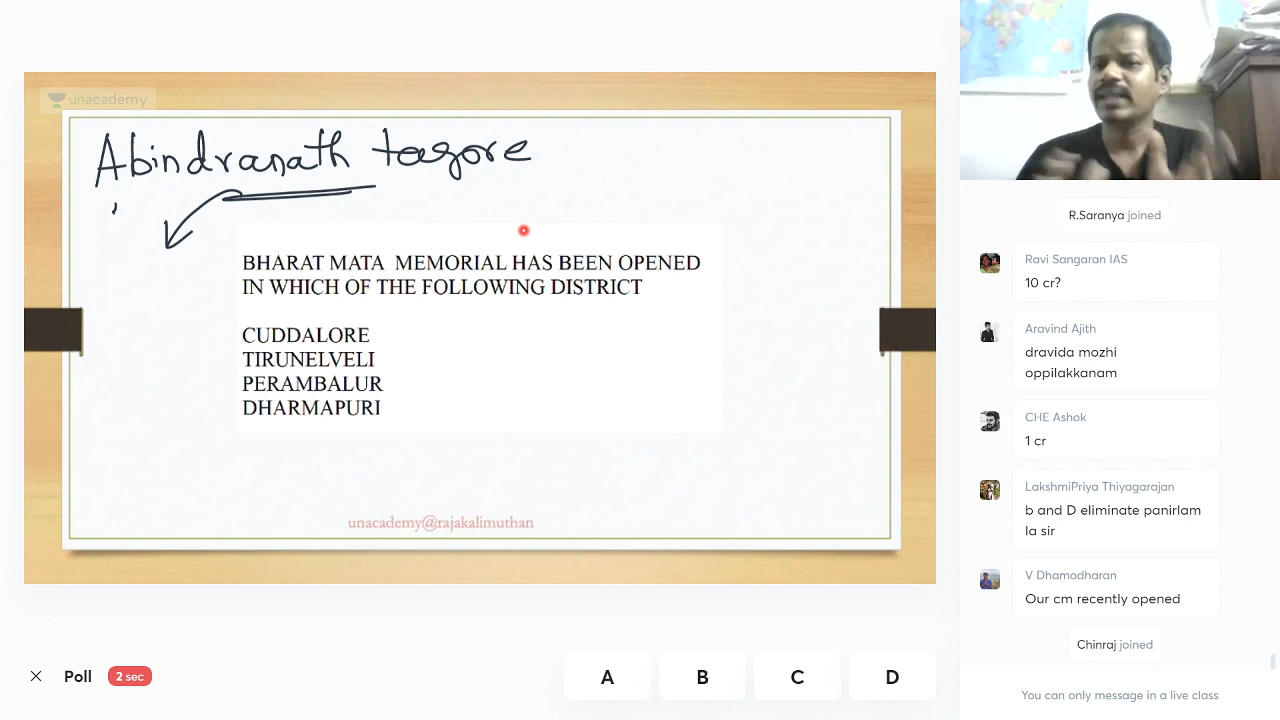 unacademy
Abindranath tagore
BHARAT MATA MEMORIAL HAS BEEN OPENED
IN WHICH OF THE FOLLOWING DISTRICT
CUDDALORE
TIRUNELVELI
PERAMBALUR
DHARMAPURI
unacademy@rajakalimuthan
Poll
2 sec
A
B
C
D
R.Saranya joined
Ravi Sangaran IAS
10 cr?
Aravind Ajith
dravida mozhi
oppilakkanam
CHE Ashok
1 cr
LakshmiPriya Thiyagarajan
b and D eliminate panirlam
la sir
V Dhamodharan
Our cm recently opened
Chinraj joined
You can only message in a live class